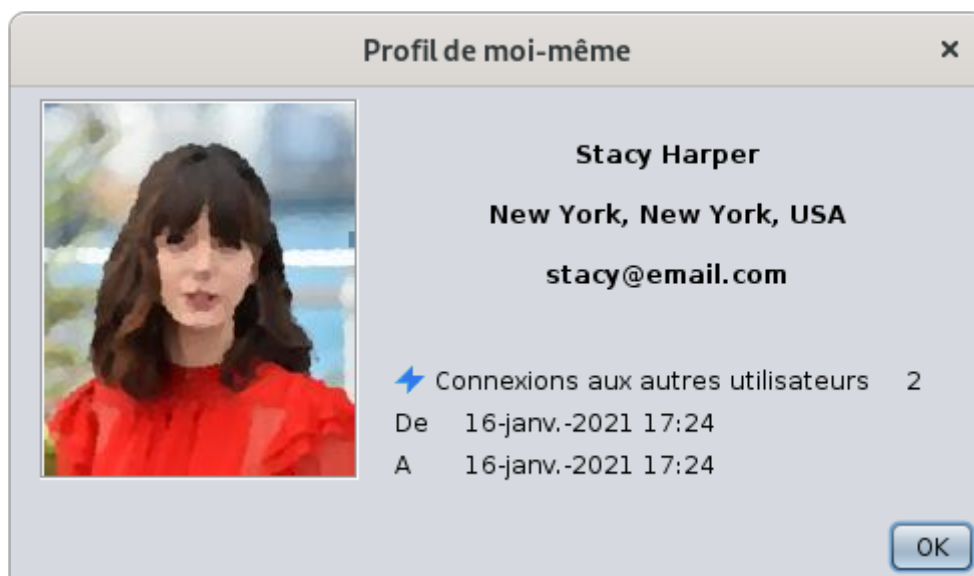 Profil de moi-même
Stacy Harper
New York, New York, USA
stacy@email.com
Connexions aux autres utilisateurs 2
De 16-janv.-2021 17:24
A 16-janv.-2021 17:24
OK